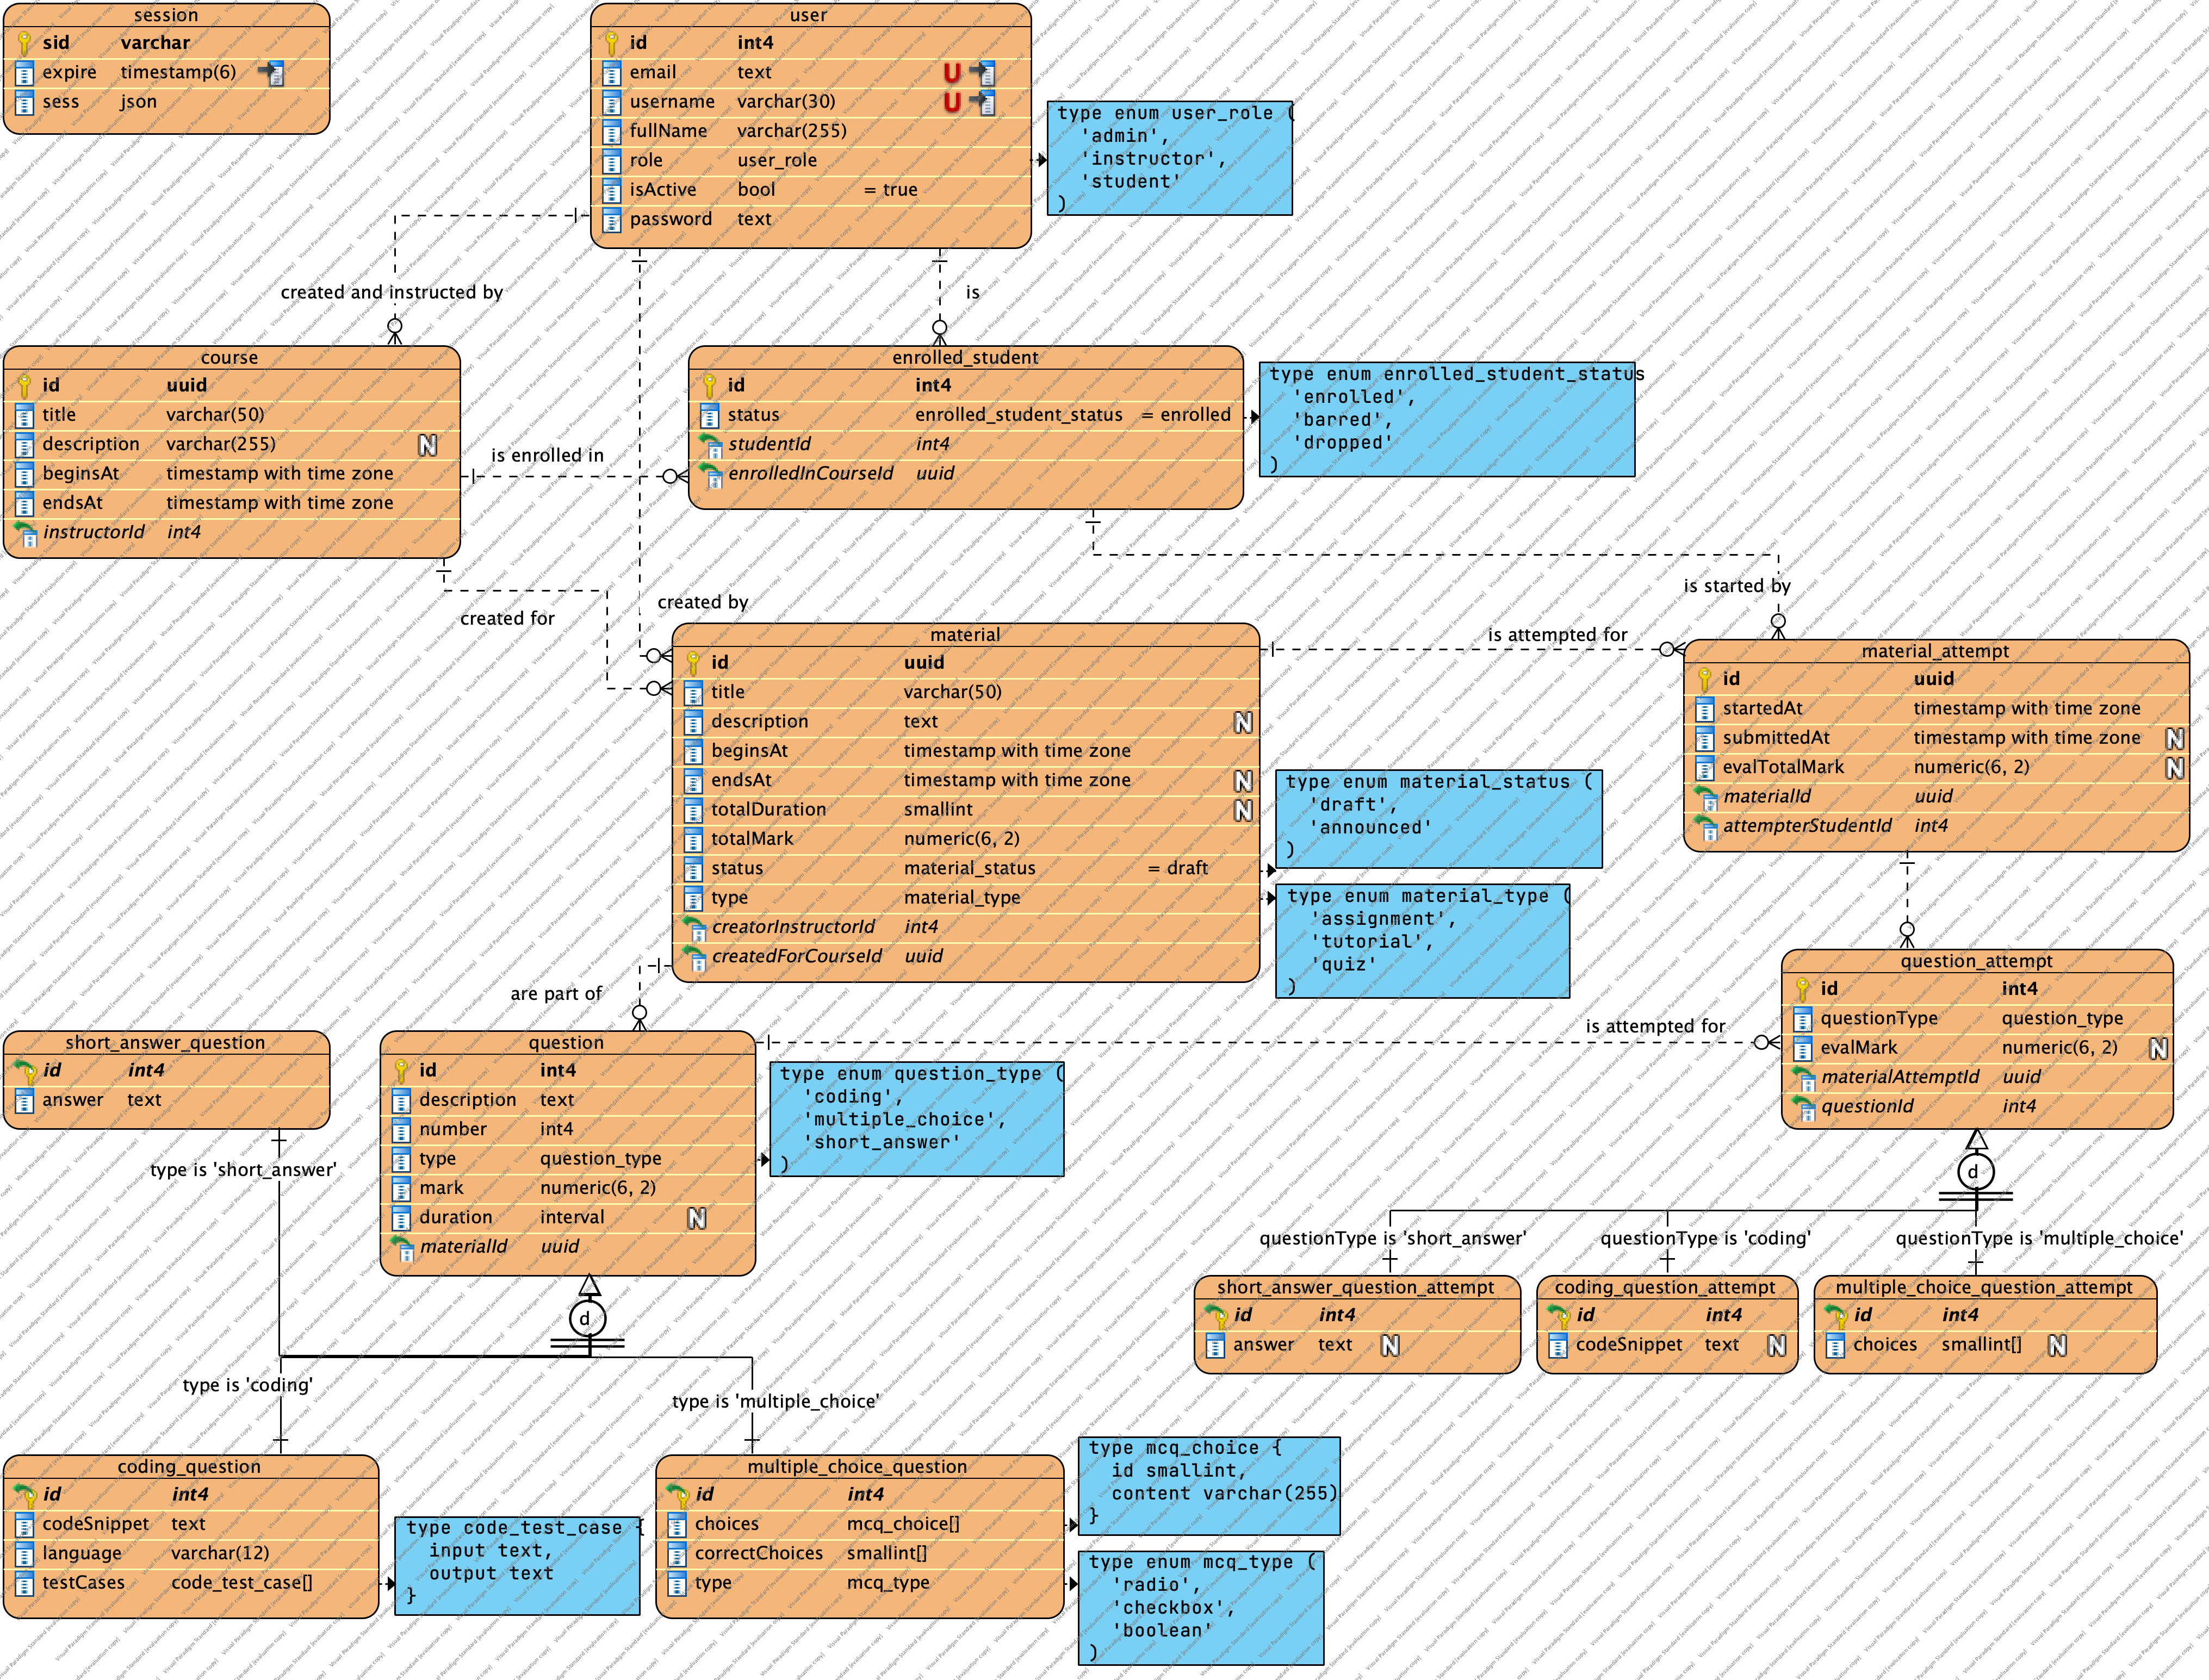 session
sid varchar
expire timestamp(6)
sess json
user
id int4
email text U
username varchar(30) U
fullName varchar(255)
role user_role
isActive bool = true
password text
type enum user_role (
'admin',
'instructor',
'student'
)
created and instructed by
is
course
id uuid
title varchar(50)
description varchar(255) N
beginsAt timestamp with time zone
endsAt timestamp with time zone
instructorId int4
is enrolled in
enrolled_student
id int4
status enrolled_student_status = enrolled
studentId int4
enrolledInCourseId uuid
type enum enrolled_student_status
'enrolled',
'barred',
'dropped'
)
created for
created by
is started by
is attempted for
material
id uuid
title varchar(50)
description text N
beginsAt timestamp with time zone
endsAt timestamp with time zone N
totalDuration smallint N
totalMark numeric(6, 2)
status material_status = draft
type material_type
creatorInstructorId int4
createdForCourseId uuid
type enum material_status (
'draft',
'announced'
)
type enum material_type (
'assignment',
'tutorial',
'quiz'
)
material_attempt
id uuid
startedAt timestamp with time zone
submittedAt timestamp with time zone N
evalTotalMark numeric(6, 2) N
materialId uuid
attempterStudentId int4
are part of
is attempted for
question_attempt
id int4
questionType question_type
evalMark numeric(6, 2) N
materialAttemptId uuid
questionId int4
short_answer_question
id int4
answer text
question
id int4
description text
number int4
type question_type
mark numeric(6, 2)
duration interval N
materialId uuid
type enum question_type (
'coding',
'multiple_choice',
'short_answer'
)
type is 'short_answer'
d
d
questionType is 'short_answer'
questionType is 'coding'
questionType is 'multiple_choice'
short_answer_question_attempt
id int4
answer text N
coding_question_attempt
id int4
codeSnippet text N
multiple_choice_question_attempt
id int4
choices smallint[] N
type is 'coding'
type is 'multiple_choice'
coding_question
id int4
codeSnippet text
language varchar(12)
testCases code_test_case[]
type code_test_case {
input text,
output text
}
multiple_choice_question
id int4
choices mcq_choice[]
correctChoices smallint[]
type mcq_type
type mcq_choice {
id smallint,
content varchar(255)
}
type enum mcq_type (
'radio',
'checkbox',
'boolean'
)
Visual Paradigm Standard (evaluation copy)